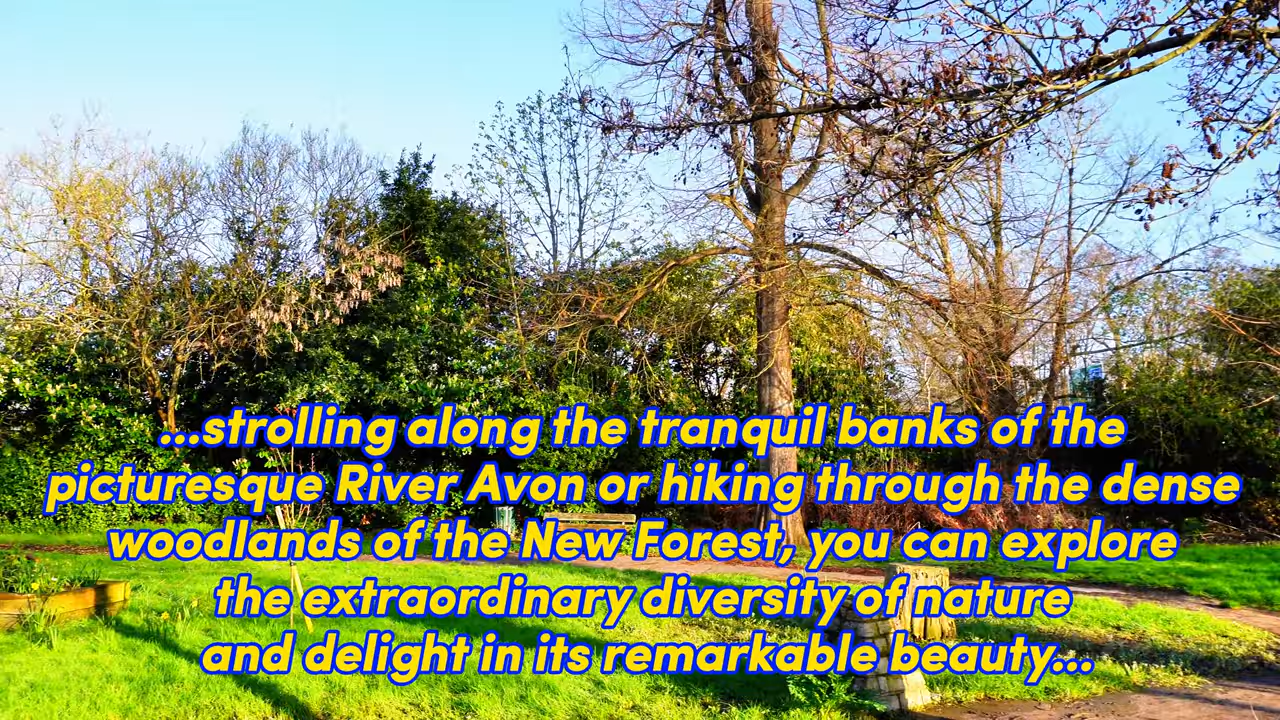 ...strolling along the tranquil banks of the
picturesque River Avon or hiking through the dense
woodlands of the New Forest, you can explore
the extraordinary diversity of nature
and delight in its remarkable beauty...